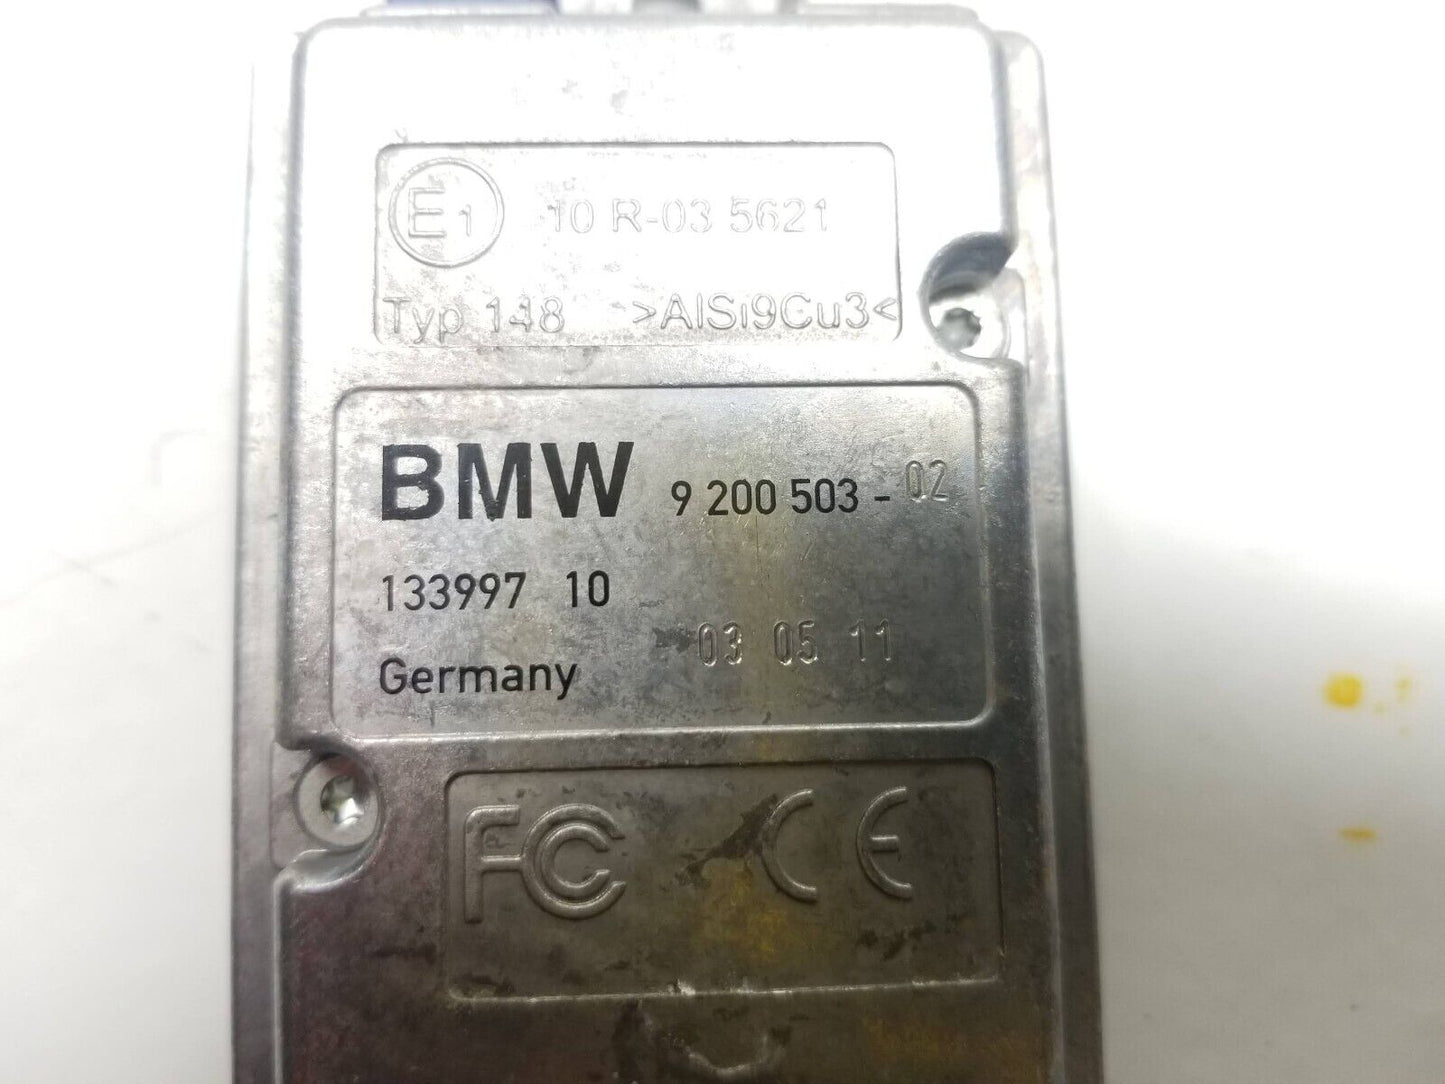 E1 10 R-03 5621
Typ 148 >AlSi9Cu3<
BMW 9 200 503 - 02
133997 10
03 05 11
Germany
FC CE